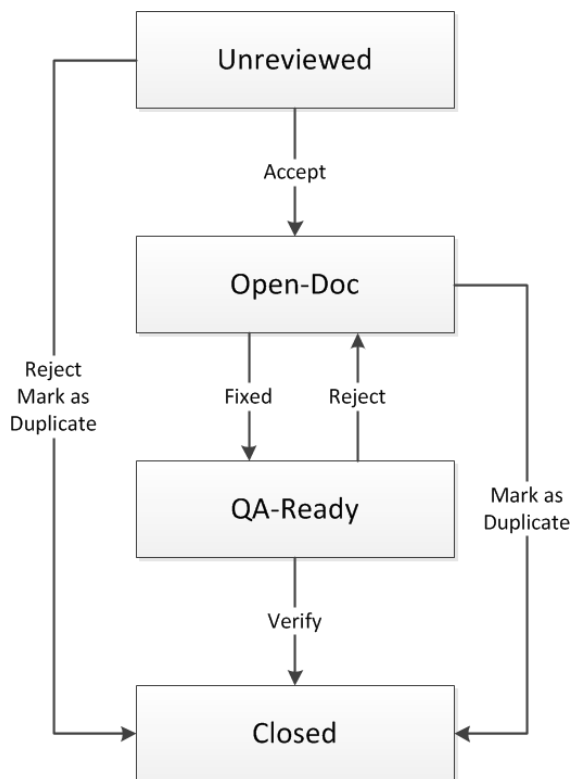 Unreviewed
Accept
Open-Doc
Reject
Mark as
Duplicate
Fixed
Reject
QA-Ready
Mark as
Duplicate
Verify
Closed